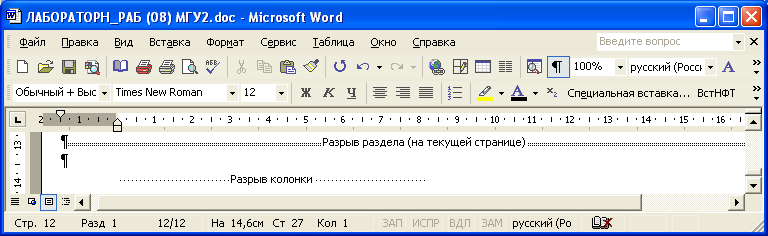 ЛАБОРАТОРН_РАБ (08) МГУ2.doc - Microsoft Word
Файл Правка Вид Вставка Формат Сервис Таблица Окно Справка Введите вопрос
¶ 100% русский (Росси A
Обычный + Выс Times New Roman 12 Ж К Ч A x₂ Специальная вставка... ВстНФТ
2 1 1 2 3 4 5 6 7 8 9 10 11 12 13 14 15 16
13 ¶ Разрыв раздела (на текущей странице)
¶
14 Разрыв колонки
Стр. 12 Разд 1 12/12 На 14,6см Ст 27 Кол 1 ЗАП ИСПР ВДЛ ЗАМ русский (Ро